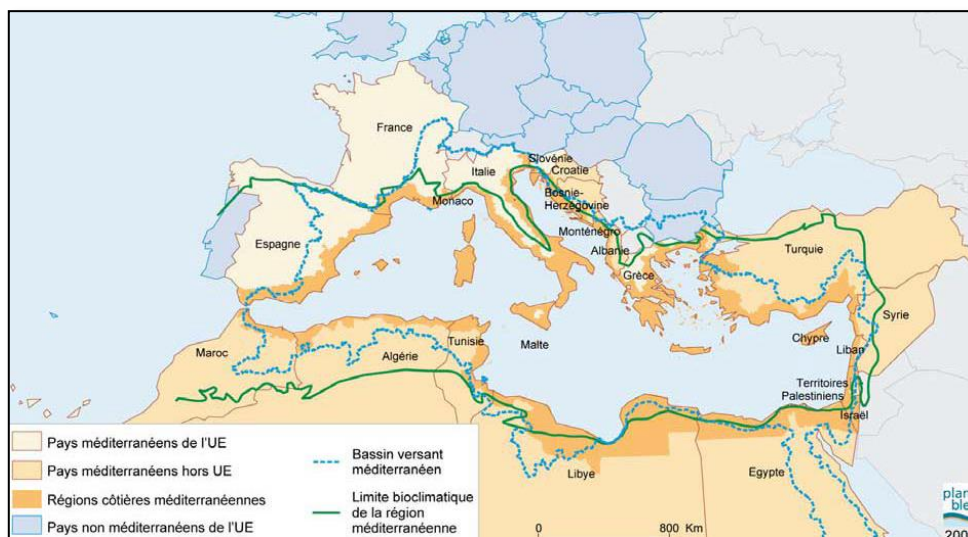 France
Slovénie
Croatie
Italie
Bosnie-
Herzégovine
Monaco
Monténégro
Espagne
Albanie
Turquie
Grèce
Syrie
Chypre
Maroc
Algérie
Tunisie
Malte
Liban
Territoires
Palestiniens
Israël
Libye
Egypte
Pays méditerranéens de l'UE
Pays méditerranéens hors UE
Régions côtières méditerranéennes
Pays non méditerranéens de l'UE
Bassin versant
méditerranéen
Limite bioclimatique
de la région
méditerranéenne
0 800 Km